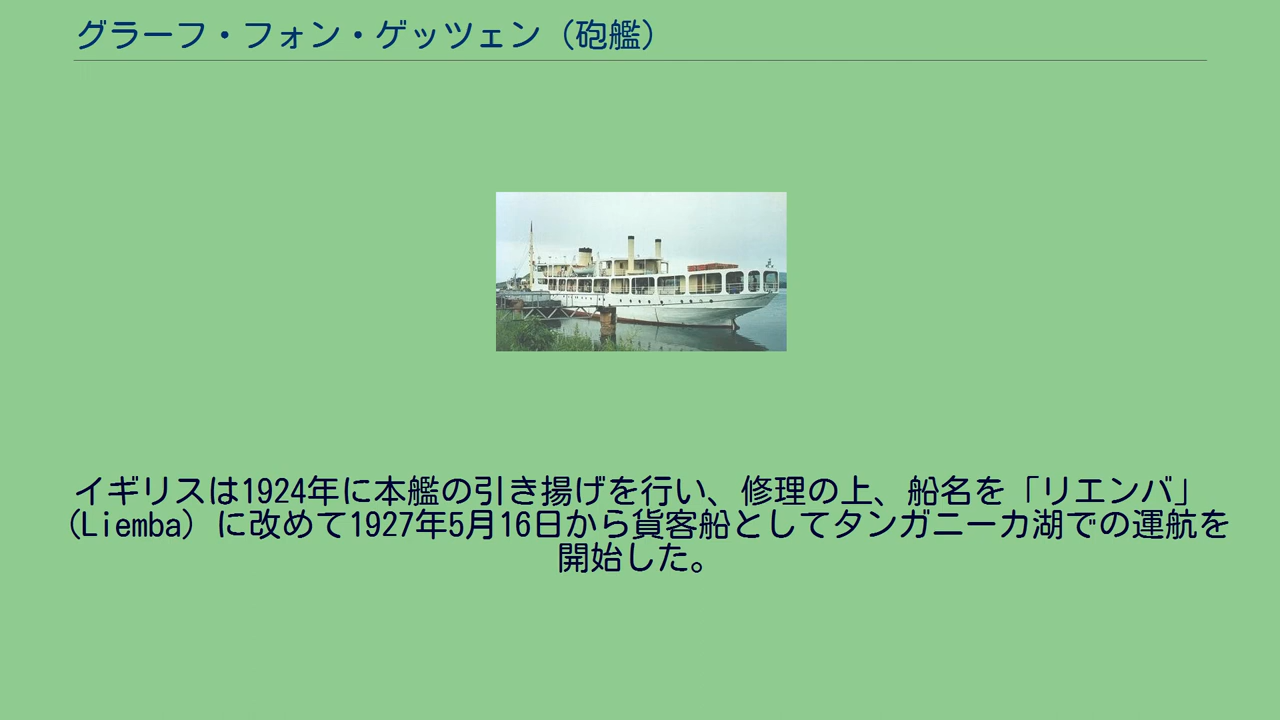 グラーフ・フォン・ゲッツェン（砲艦）
イギリスは1924年に本艦の引き揚げを行い、修理の上、船名を「リエンバ」
(Liemba）に改めて1927年5月16日から貨客船としてタンガニーカ湖での運航を
開始した。